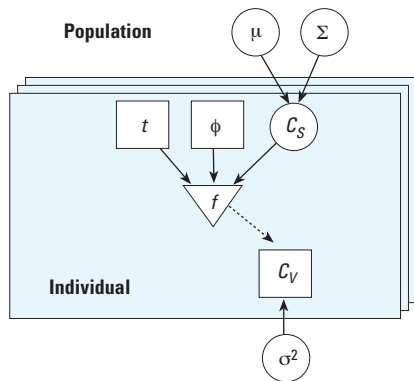 Population
μ
Σ
t
ϕ
C_S
f
C_V
Individual
σ²